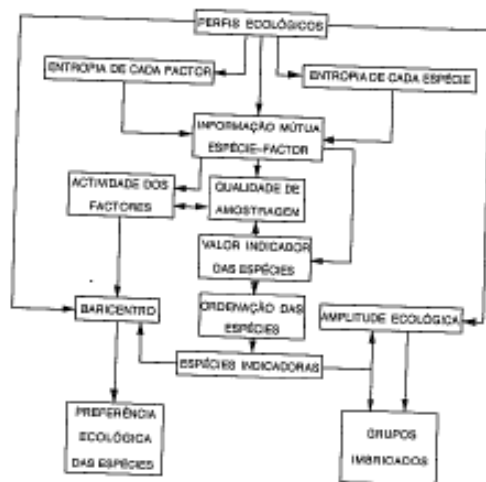 PERFIS ECOLÓGICOS
ENTROPIA DE CADA FACTOR
ENTROPIA DE CADA ESPÉCIE
INFORMAÇÃO MÚTUA
ESPÉCIE-FACTOR
ACTIVIDADE DOS
FACTORES
QUALIDADE DE
AMOSTRAGEM
VALOR INDICADOR
DAS ESPÉCIES
BARICENTRO
ORDENAÇÃO DAS
ESPÉCIES
AMPLITUDE ECOLÓGICA
ESPÉCIES INDICADORAS
PREFERÊNCIA
ECOLÓGICA
DAS ESPÉCIES
GRUPOS
IMBRICADOS